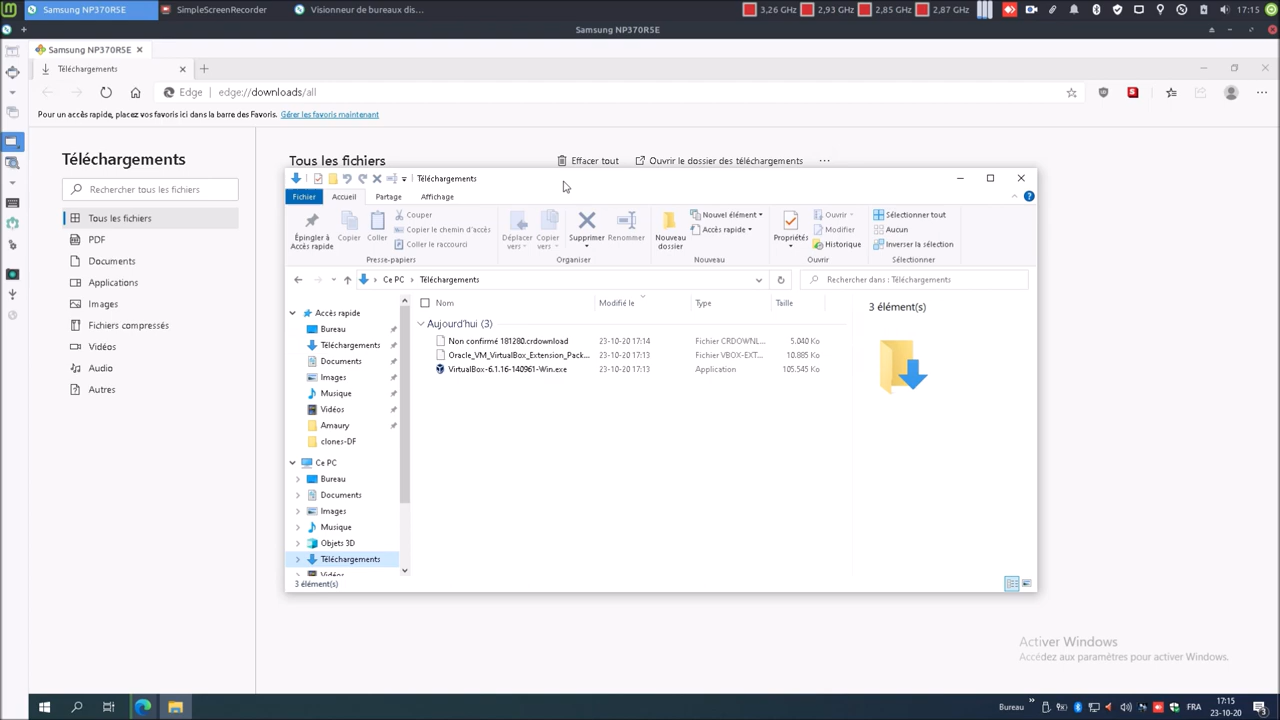 Samsung NP370R5E
SimpleScreenRecorder
Visionneur de bureaux dis...
3,26 GHz
2,93 GHz
2,85 GHz
2,87 GHz
17:15
Samsung NP370R5E
Samsung NP370R5E
Téléchargements
Edge
edge://downloads/all
Pour un accès rapide, placez vos favoris ici dans la barre des Favoris. Gérer les favoris maintenant
Téléchargements
Rechercher tous les fichiers
Tous les fichiers
PDF
Documents
Applications
Images
Fichiers compressés
Vidéos
Audio
Autres
Tous les fichiers
Effacer tout
Ouvrir le dossier des téléchargements
Téléchargements
Fichier
Accueil
Partage
Affichage
Épingler à
Accès rapide
Copier
Coller
Couper
Copier le chemin d'accès
Coller le raccourci
Presse-papiers
Déplacer
vers
Copier
vers
Supprimer
Renommer
Organiser
Nouveau
dossier
Nouvel élément
Accès rapide
Nouveau
Propriétés
Ouvrir
Modifier
Historique
Ouvrir
Sélectionner tout
Aucun
Inverser la sélection
Sélectionner
Ce PC
Téléchargements
Rechercher dans : Téléchargements
Accès rapide
Bureau
Téléchargements
Documents
Images
Musique
Vidéos
Amaury
clones-DF
Ce PC
Bureau
Documents
Images
Musique
Objets 3D
Téléchargements
Vidéos
Nom
Modifié le
Type
Taille
Aujourd'hui (3)
Non confirmé 181280.crdownload
23-10-20 17:14
Fichier CRDOWNL...
5.040 Ko
Oracle_VM_VirtualBox_Extension_Pack...
23-10-20 17:13
Fichier VBOX-EXT...
10.885 Ko
VirtualBox-6.1.16-140961-Win.exe
23-10-20 17:13
Application
105.545 Ko
3 élément(s)
3 élément(s)
Activer Windows
Accédez aux paramètres pour activer Windows.
Bureau
FRA
17:15
23-10-20
3